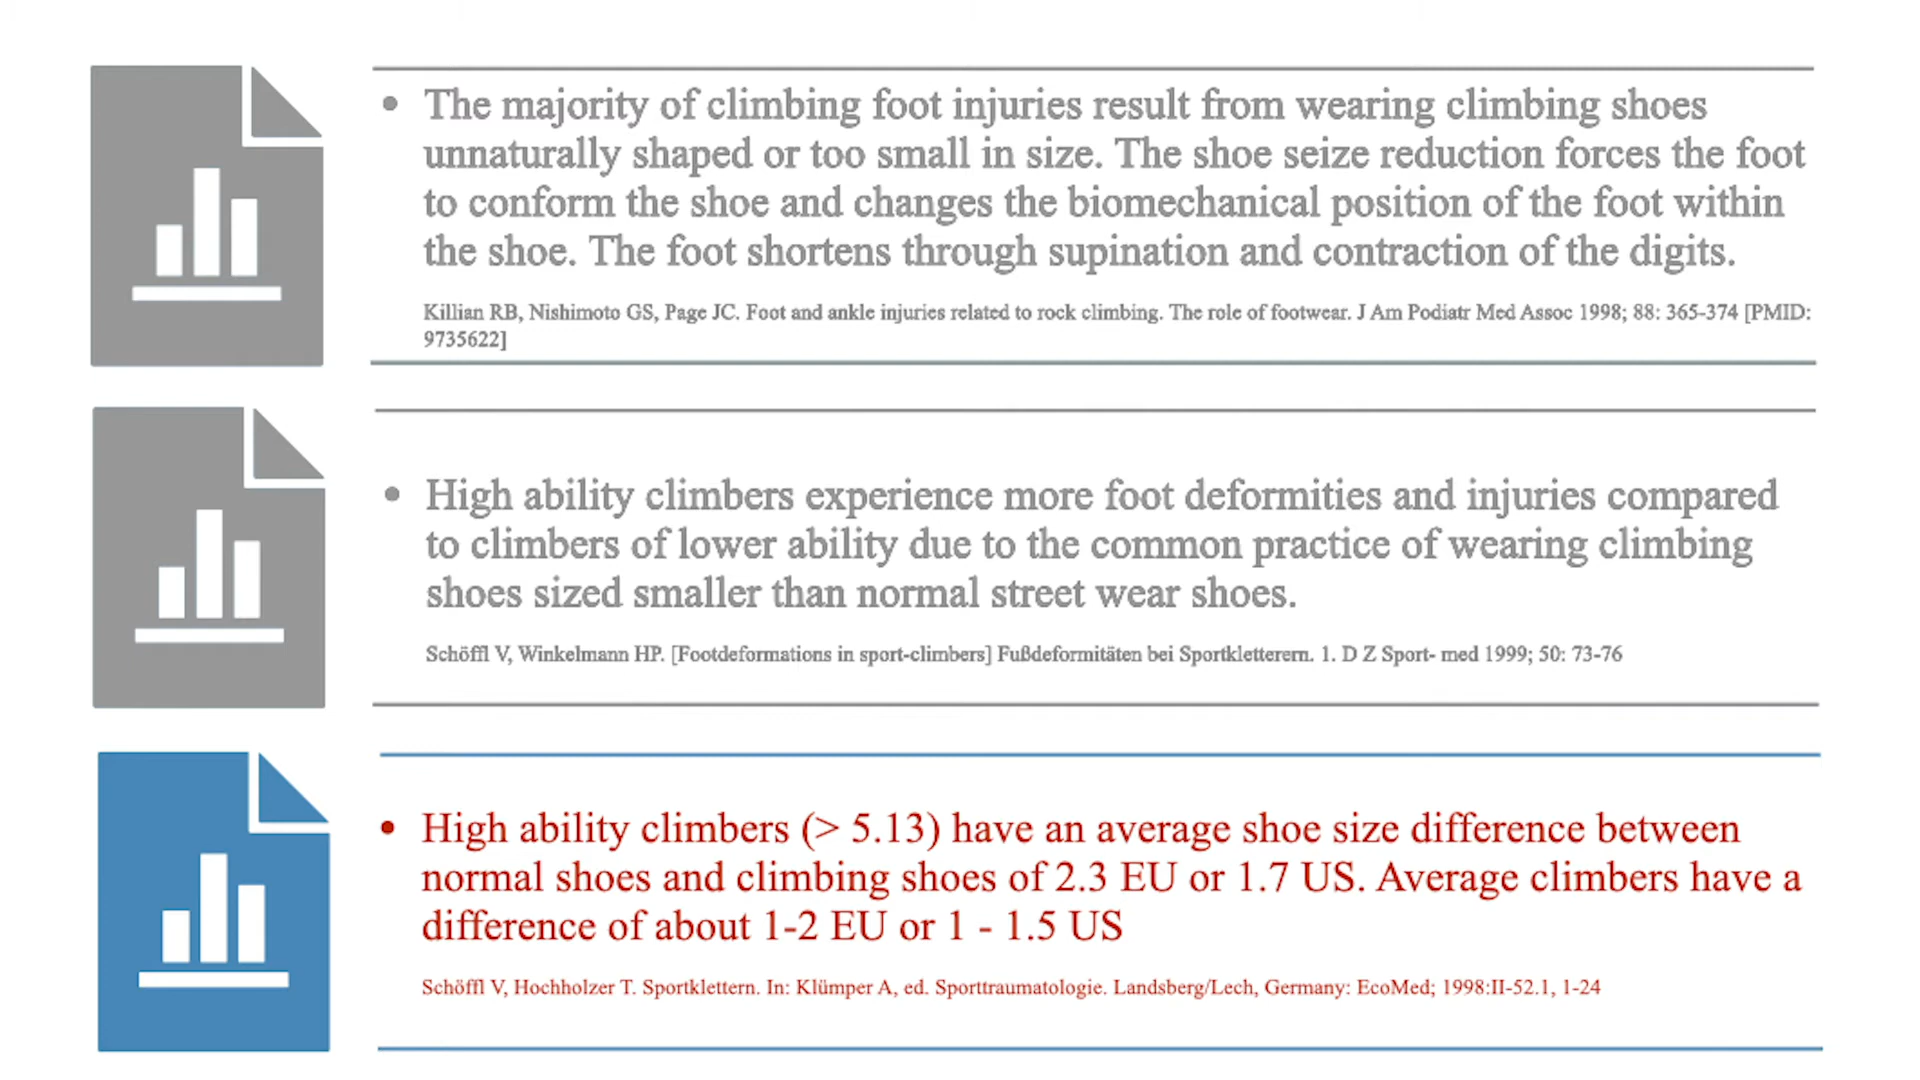 • The majority of climbing foot injuries result from wearing climbing shoes
unnaturally shaped or too small in size. The shoe seize reduction forces the foot
to conform the shoe and changes the biomechanical position of the foot within
the shoe. The foot shortens through supination and contraction of the digits.
Killian RB, Nishimoto GS, Page JC. Foot and ankle injuries related to rock climbing. The role of footwear. J Am Podiatr Med Assoc 1998; 88: 365-374 [PMID:
9735622]
• High ability climbers experience more foot deformities and injuries compared
to climbers of lower ability due to the common practice of wearing climbing
shoes sized smaller than normal street wear shoes.
Schöffl V, Winkelmann HP. [Footdeformations in sport-climbers] Fußdeformitäten bei Sportkletterern. 1. D Z Sport- med 1999; 50: 73-76
• High ability climbers (> 5.13) have an average shoe size difference between
normal shoes and climbing shoes of 2.3 EU or 1.7 US. Average climbers have a
difference of about 1-2 EU or 1 - 1.5 US
Schöffl V, Hochholzer T. Sportklettern. In: Klümper A, ed. Sporttraumatologie. Landsberg/Lech, Germany: EcoMed; 1998:II-52.1, 1-24